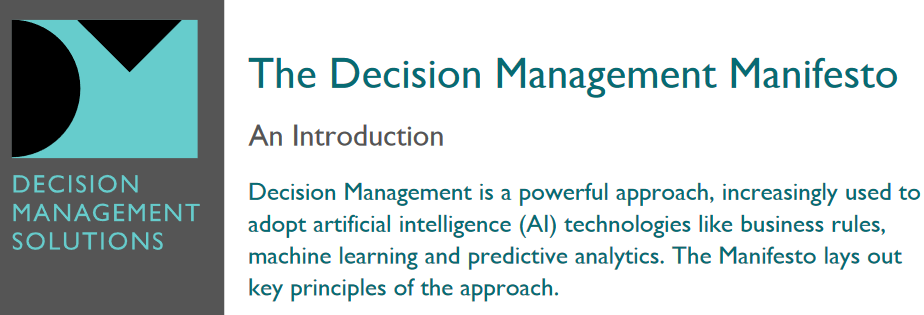 DECISION
MANAGEMENT
SOLUTIONS
The Decision Management Manifesto
An Introduction
Decision Management is a powerful approach, increasingly used to
adopt artificial intelligence (AI) technologies like business rules,
machine learning and predictive analytics. The Manifesto lays out
key principles of the approach.